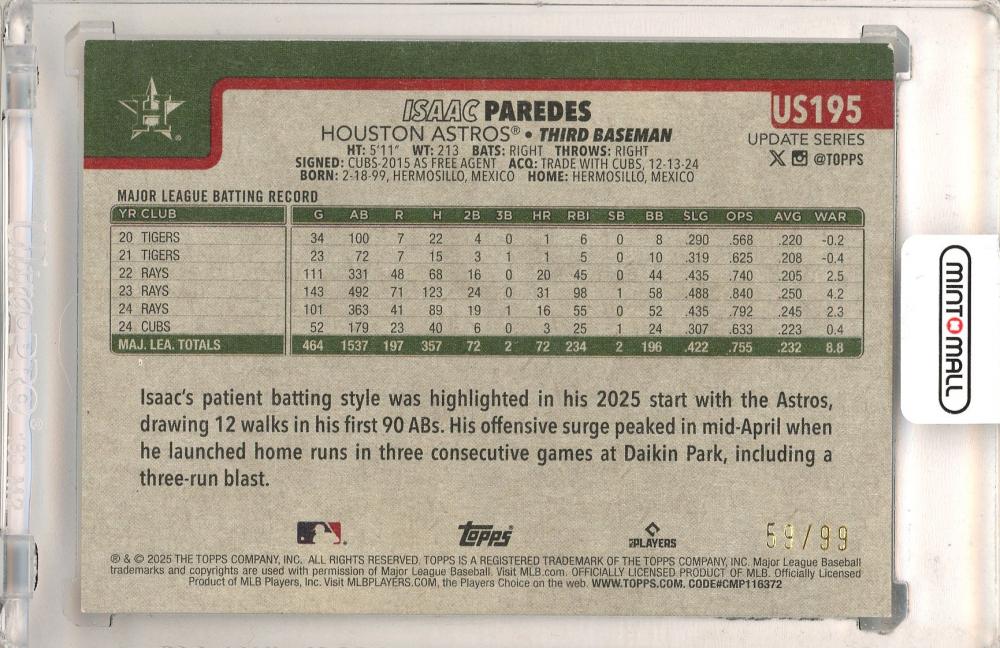 ISAAC PAREDES
HOUSTON ASTROS® • THIRD BASEMAN
HT: 5'11" WT: 213 BATS: RIGHT THROWS: RIGHT
SIGNED: CUBS-2015 AS FREE AGENT ACQ: TRADE WITH CUBS, 12-13-24
BORN: 2-18-99, HERMOSILLO, MEXICO HOME: HERMOSILLO, MEXICO
US195
UPDATE SERIES
X @TOPPS
MAJOR LEAGUE BATTING RECORD
YR CLUB G AB R H 2B 3B HR RBI SB BB SLG OPS AVG WAR
20 TIGERS 34 100 7 22 4 0 1 6 0 8 .290 .568 .220 -0.2
21 TIGERS 23 72 7 15 3 1 1 5 0 10 .319 .625 .208 -0.4
22 RAYS 111 331 48 68 16 0 20 45 0 44 .435 .740 .205 2.5
23 RAYS 143 492 71 123 24 0 31 98 1 58 .488 .840 .250 4.2
24 RAYS 101 363 41 89 19 1 16 55 0 52 .435 .792 .245 2.3
24 CUBS 52 179 23 40 6 0 3 25 1 24 .307 .633 .223 0.4
MAJ. LEA. TOTALS 464 1537 197 357 72 2 72 234 2 196 .422 .755 .232 8.8
Isaac's patient batting style was highlighted in his 2025 start with the Astros,
drawing 12 walks in his first 90 ABs. His offensive surge peaked in mid-April when
he launched home runs in three consecutive games at Daikin Park, including a
three-run blast.
Topps
PLAYERS
59/99
® & © 2025 THE TOPPS COMPANY, INC. ALL RIGHTS RESERVED. TOPPS IS A REGISTERED TRADEMARK OF THE TOPPS COMPANY, INC. Major League Baseball
trademarks and copyrights are used with permission of Major League Baseball. Visit MLB.com. OFFICIALLY LICENSED PRODUCT OF MLB. Officially Licensed
Product of MLB Players, Inc. Visit MLBPLAYERS.COM, the Players Choice on the web. WWW.TOPPS.COM. CODE#CMP116372
MINTOMALL